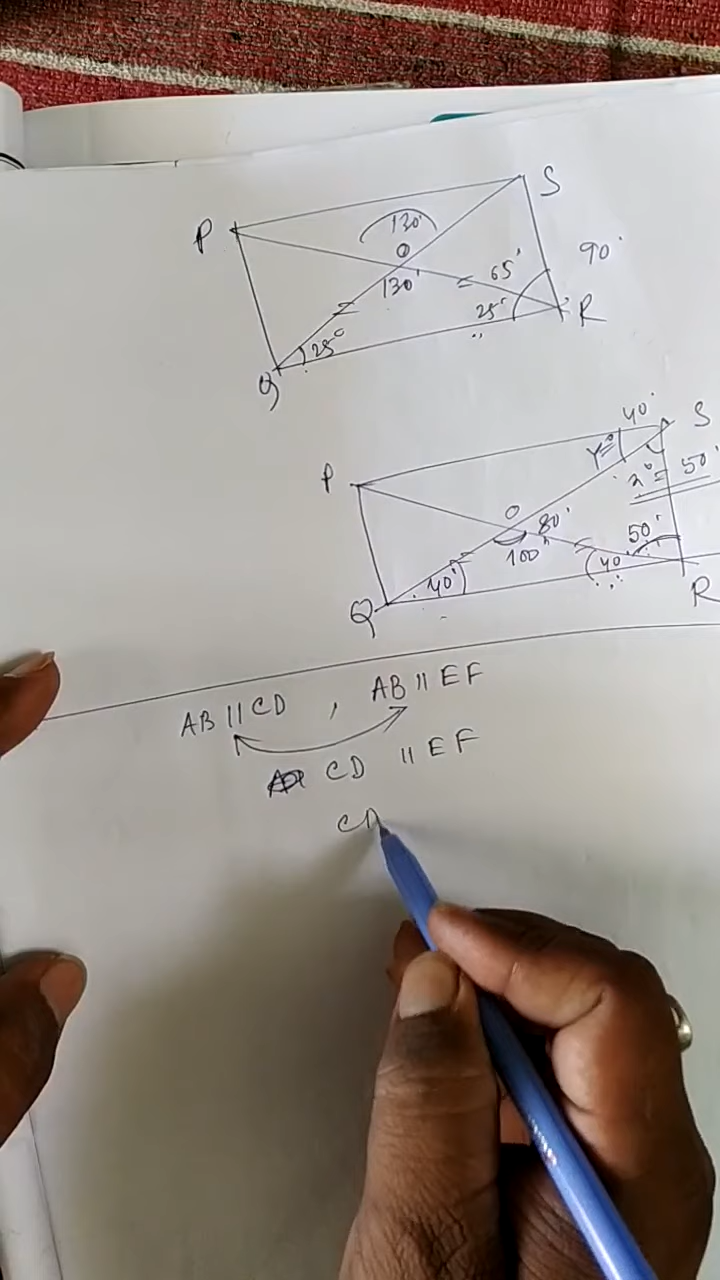 P
S
130°
O
130°
65°
90°
25°
25°
R
Q
40°
S
P
Y=°
x° = 50°
O
80°
50°
100°
40°
40
Q
R
AB || CD , AB || EF
CD || EF
CD